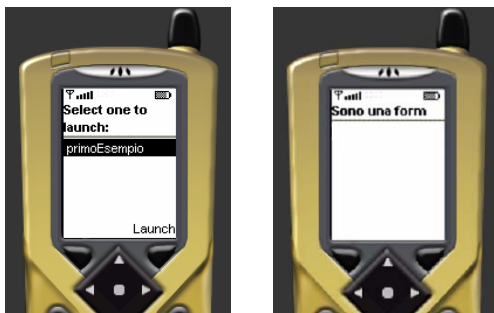 Select one to
launch:
primoEsempio
Launch
Sono una form